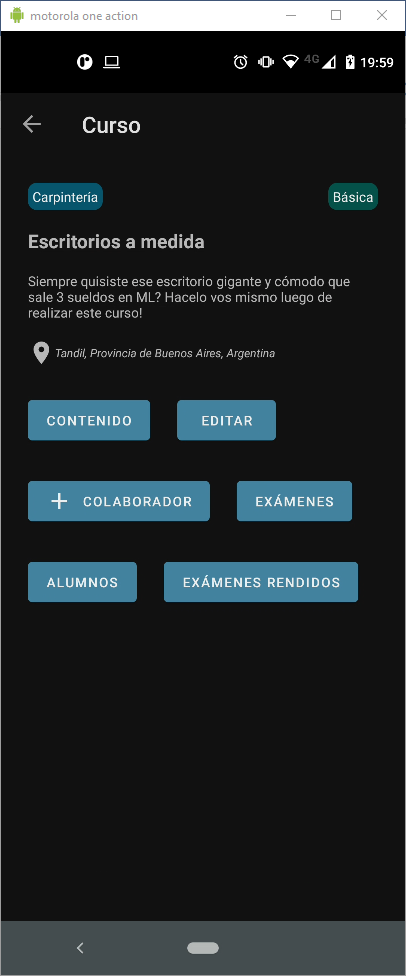 motorola one action
4G 19:59
Curso
Carpintería Básica
Escritorios a medida
Siempre quisiste ese escritorio gigante y cómodo que
sale 3 sueldos en ML? Hacelo vos mismo luego de
realizar este curso!
Tandil, Provincia de Buenos Aires, Argentina
CONTENIDO EDITAR
COLABORADOR EXÁMENES
ALUMNOS EXÁMENES RENDIDOS